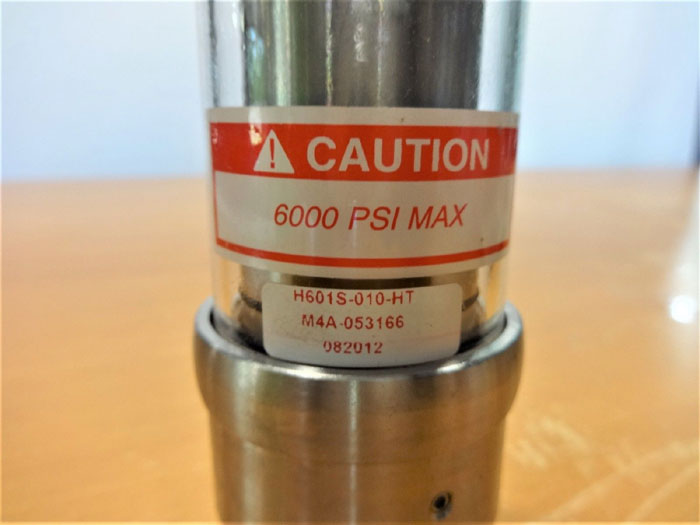 CAUTION
6000 PSI MAX
H601S-010-HT
M4A-053166
082012